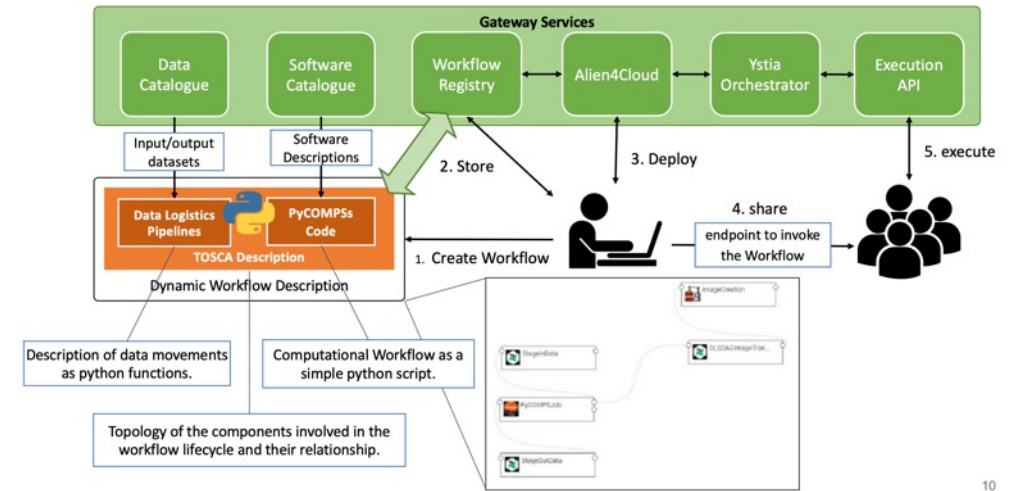 Gateway Services
Data
Catalogue
Software
Catalogue
Workflow
Registry
Alien4Cloud
Ystia
Orchestrator
Execution
API
Input/output
datasets
Software
Descriptions
2. Store
3. Deploy
5. execute
Data Logistics
Pipelines
PyCOMPSs
Code
TOSCA Description
Dynamic Workflow Description
1. Create Workflow
4. share
endpoint to invoke
the Workflow
Description of data movements
as python functions.
Computational Workflow as a
simple python script.
Topology of the components involved in the
workflow lifecycle and their relationship.
ImageCreation
StageInData
DLSDAGImageTran...
PyCOMPSJob
StageOutData
10